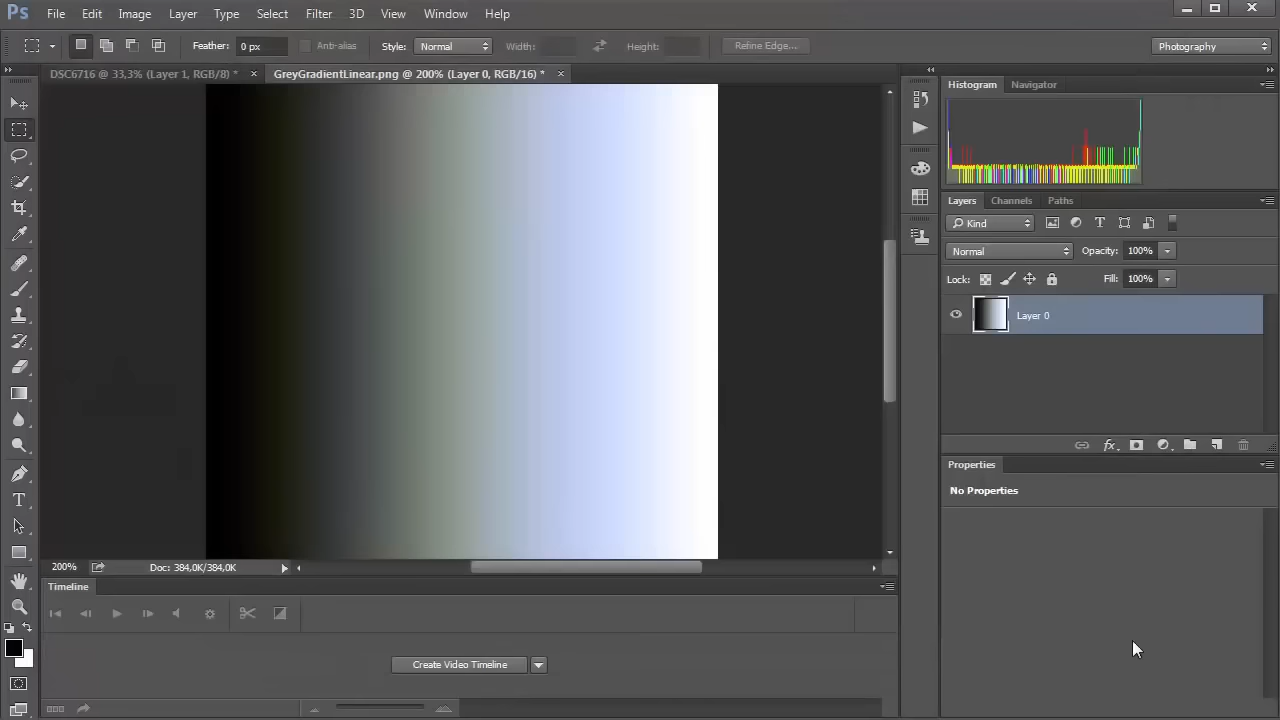 Ps File Edit Image Layer Type Select Filter 3D View Window Help
Feather: 0 px Anti-alias Style: Normal Width: Height: Refine Edge... Photography
DSC6716 @ 33,3% (Layer 1, RGB/8) * GreyGradientLinear.png @ 200% (Layer 0, RGB/16) *
Histogram Navigator
Layers Channels Paths
Kind
Normal Opacity: 100%
Lock: Fill: 100%
Layer 0
fx
Properties
No Properties
200% Doc: 384,0K/384,0K
Timeline
Create Video Timeline